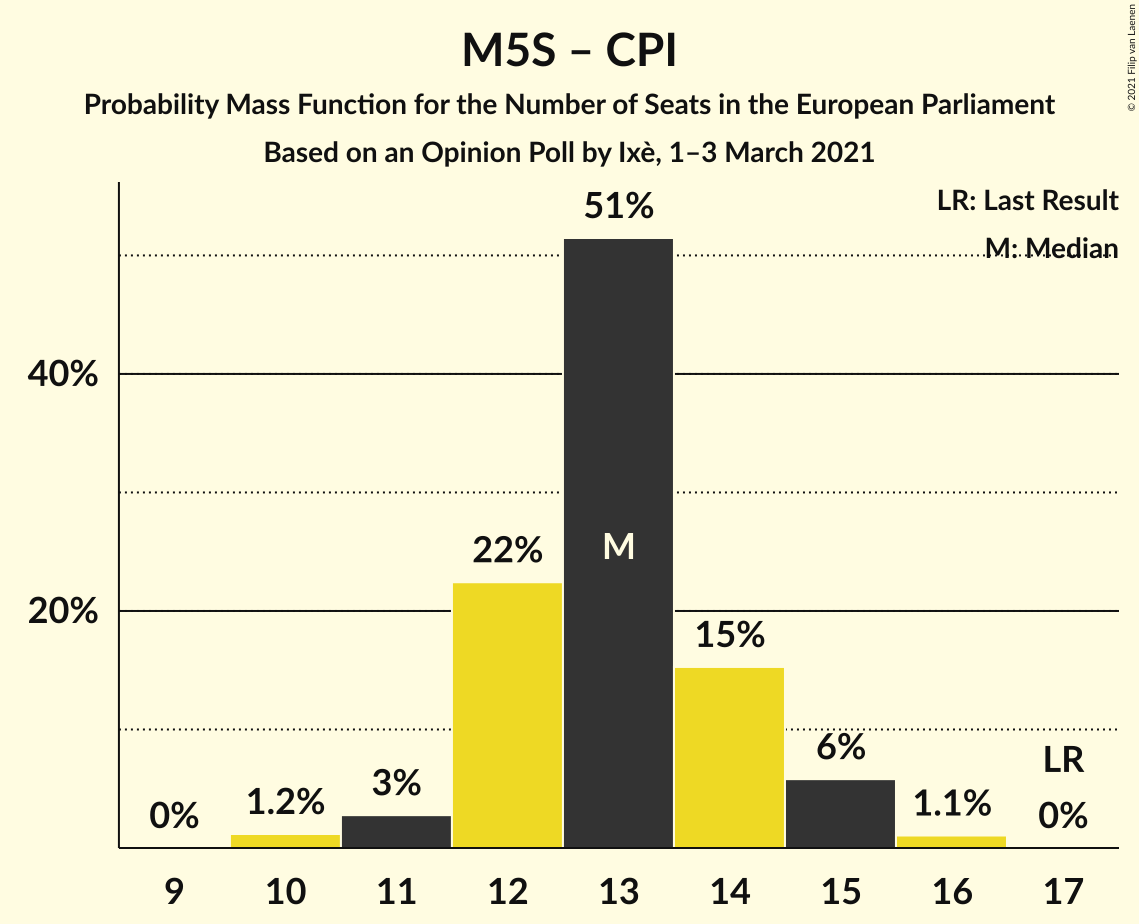 M5S – CPI
Probability Mass Function for the Number of Seats in the European Parliament
Based on an Opinion Poll by Ixè, 1–3 March 2021
© 2021 Filip van Laenen
LR: Last Result
M: Median
51%
40%
22%
M
20%
15%
6%
LR
3%
1.2%
1.1%
0%
0%
9 10 11 12 13 14 15 16 17